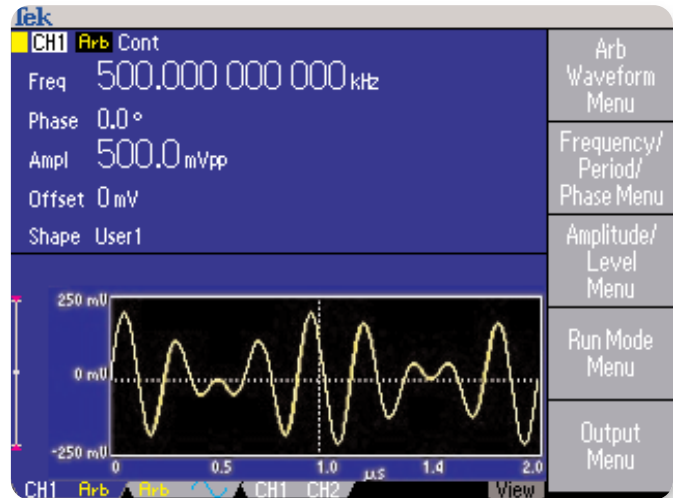 Tek
CH1 Arb Cont
Freq 500.000 000 000 kHz
Phase 0.0 °
Ampl 500.0 mVpp
Offset 0 mV
Shape User1
250 mV
0 mV
-250 mV
0 0.5 1.0 µs 1.4 2.0
CH1 Arb Arb CH1 CH2 View
Arb
Waveform
Menu
Frequency/
Period/
Phase Menu
Amplitude/
Level
Menu
Run Mode
Menu
Output
Menu